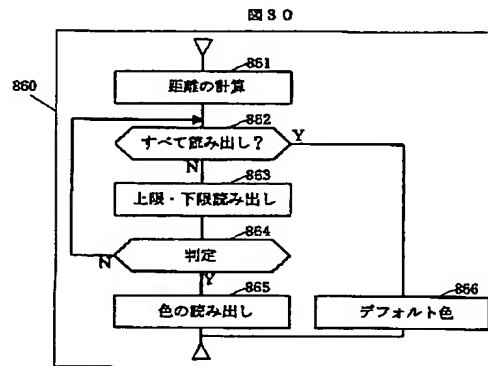 図30
860
861
距離の計算
862
すべて読み出し?
Y
N
863
上限・下限読み出し
864
判定
N
Y
865
色の読み出し
866
デフォルト色